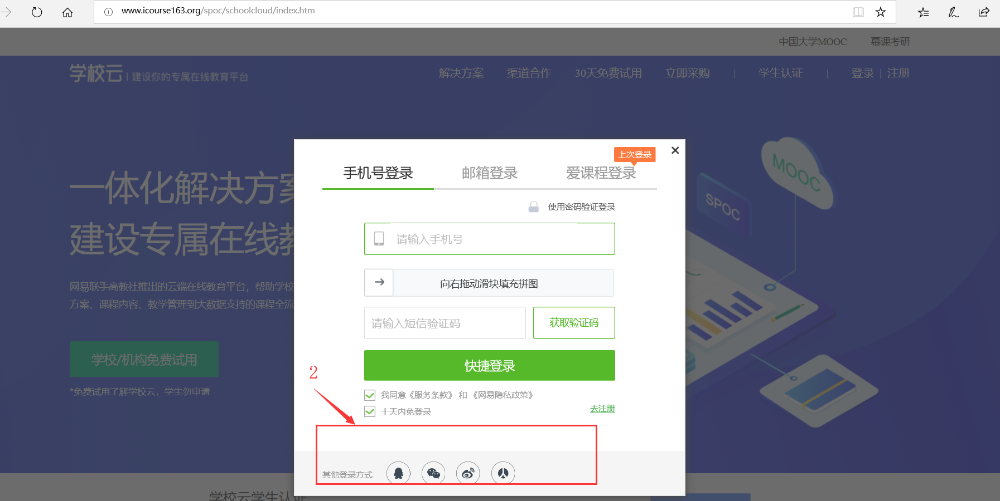 www.icourse163.org/spoc/schoolcloud/index.htm
中国大学MOOC 慕课考研
学校云 | 建设你的专属在线教育平台
解决方案 渠道合作 30天免费试用 立即采购 | 学生认证 | 登录 | 注册
一体化解决方案
建设专属在线教
网易联手高教社推出的云端在线教育平台，帮助学校
方案、课程内容、教学管理到大数据支持的课程全流
学校/机构免费试用
*免费试用了解学校云，学生勿申请
MOOC
SPOC
上次登录
手机号登录 邮箱登录 爱课程登录
使用密码验证登录
请输入手机号
向右拖动滑块填充拼图
请输入短信验证码 获取验证码
快捷登录
2
我同意《服务条款》 和 《网易隐私政策》
十天内免登录
去注册
其他登录方式
学校云学生认证